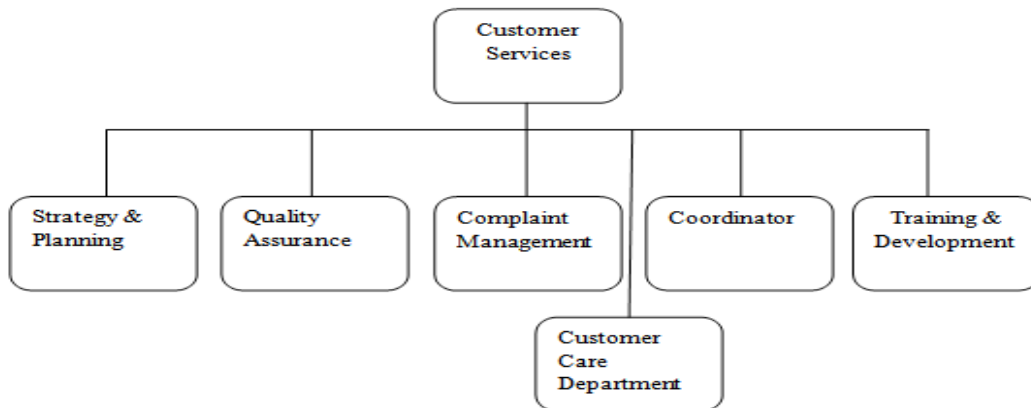 Customer
Services
Strategy &
Planning
Quality
Assurance
Complaint
Management
Coordinator
Training &
Development
Customer
Care
Department